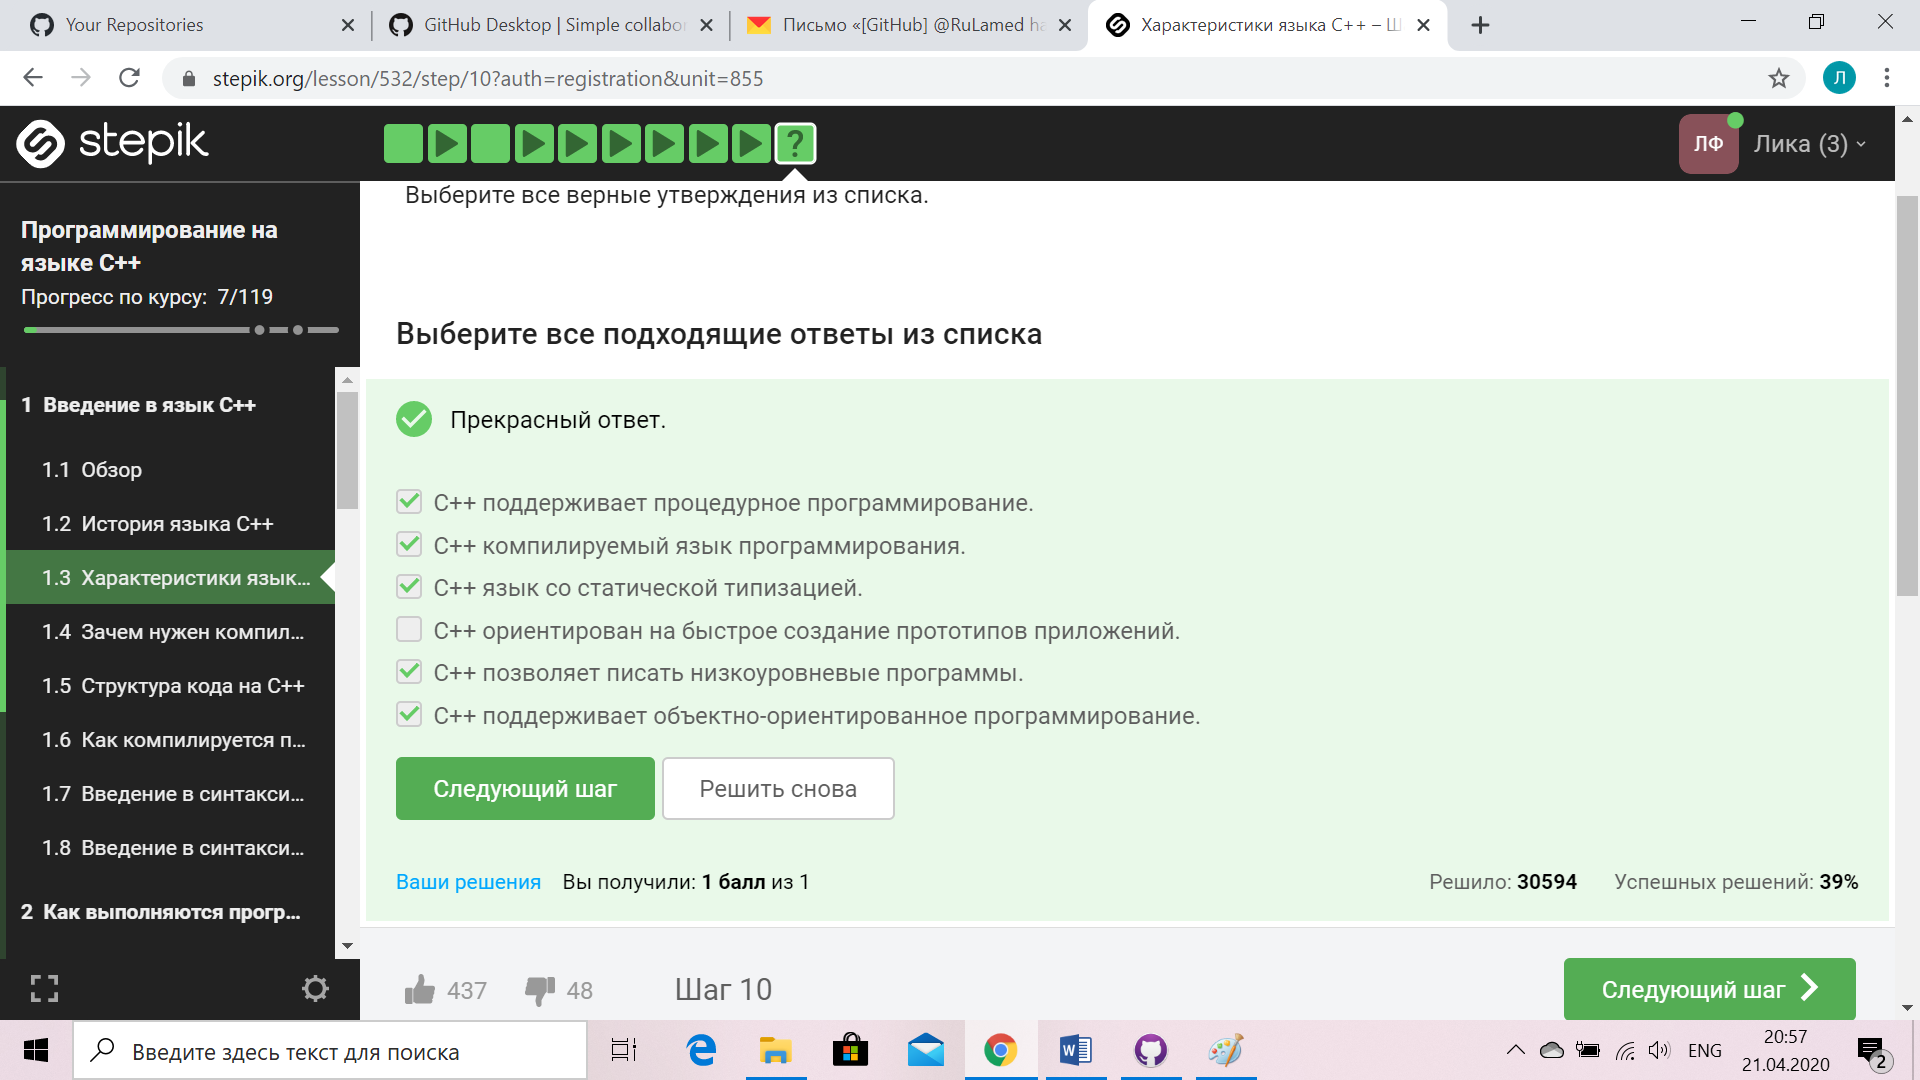 Your Repositories
GitHub Desktop | Simple collabor
Письмо «[GitHub] @RuLamed ha
Характеристики языка C++ – Ш
stepik.org/lesson/532/step/10?auth=registration&unit=855
Л
stepik
?
ЛФ
Лика (3)
Программирование на
языке C++
Прогресс по курсу: 7/119
1 Введение в язык C++
1.1 Обзор
1.2 История языка C++
1.3 Характеристики язык...
1.4 Зачем нужен компил...
1.5 Структура кода на C++
1.6 Как компилируется п...
1.7 Введение в синтакси...
1.8 Введение в синтакси...
2 Как выполняются прогр...
Выберите все верные утверждения из списка.
Выберите все подходящие ответы из списка
Прекрасный ответ.
C++ поддерживает процедурное программирование.
C++ компилируемый язык программирования.
C++ язык со статической типизацией.
C++ ориентирован на быстрое создание прототипов приложений.
C++ позволяет писать низкоуровневые программы.
C++ поддерживает объектно-ориентированное программирование.
Следующий шаг
Решить снова
Ваши решения Вы получили: 1 балл из 1
Решило: 30594 Успешных решений: 39%
437
48
Шаг 10
Следующий шаг
Введите здесь текст для поиска
ENG
20:57
21.04.2020
2